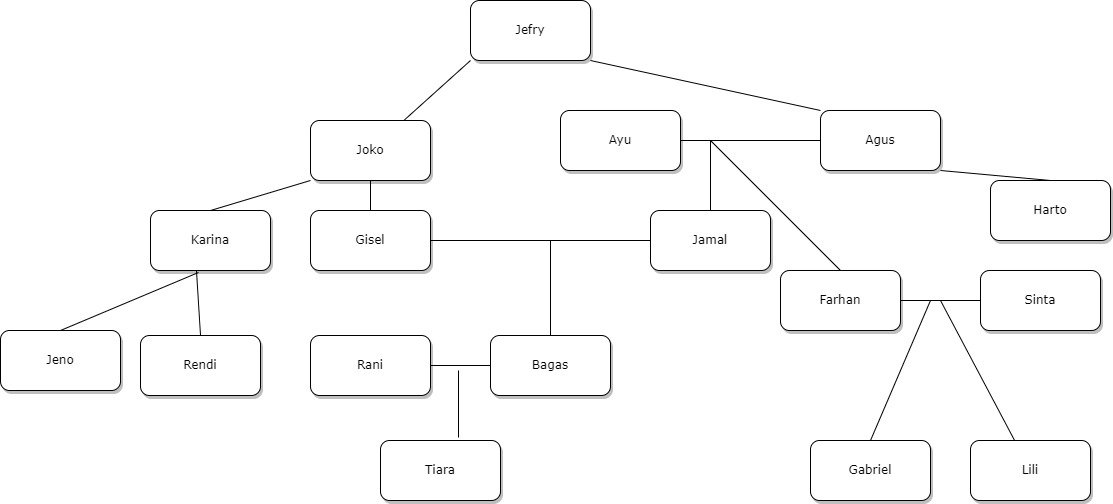 Jefry
Joko
Ayu
Agus
Harto
Karina
Gisel
Jamal
Farhan
Sinta
Jeno
Rendi
Rani
Bagas
Tiara
Gabriel
Lili